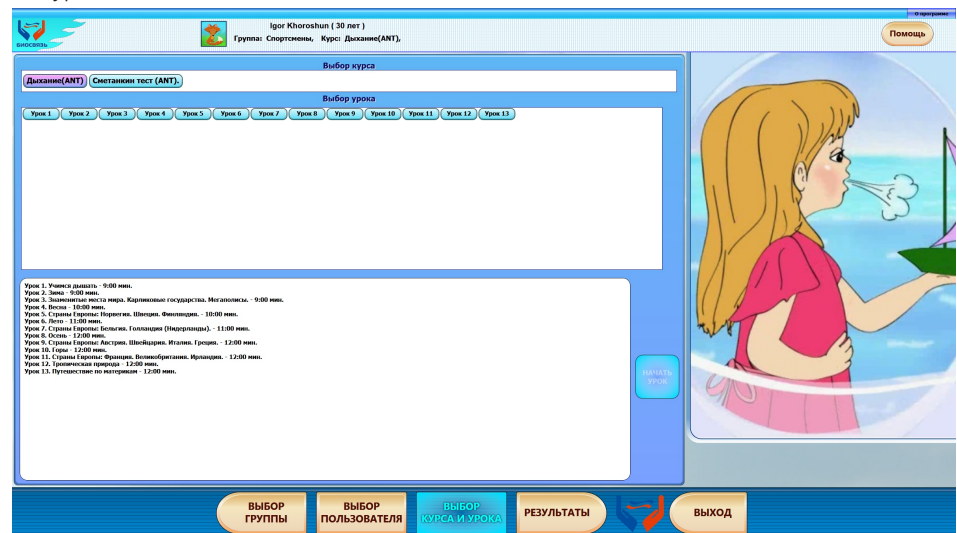 О программе
Igor Khoroshun ( 30 лет )
Группа: Спортсмены, Курс: Дыхание(ANT),
Помощь
БИОСВЯЗЬ
Выбор курса
Дыхание(ANT) Сметанкин тест (ANT).
Выбор урока
Урок 1 Урок 2 Урок 3 Урок 4 Урок 5 Урок 6 Урок 7 Урок 8 Урок 9 Урок 10 Урок 11 Урок 12 Урок 13
Урок 1. Учимся дышать - 9:00 мин.
Урок 2. Зима - 9:00 мин.
Урок 3. Знаменитые места мира. Карликовые государства. Мегаполисы. - 9:00 мин.
Урок 4. Весна - 10:00 мин.
Урок 5. Страны Европы: Норвегия. Швеция. Финляндия. - 10:00 мин.
Урок 6. Лето - 11:00 мин.
Урок 7. Страны Европы: Бельгия. Голландия (Нидерланды). - 11:00 мин.
Урок 8. Осень - 12:00 мин.
Урок 9. Страны Европы: Австрия. Швейцария. Италия. Греция. - 12:00 мин.
Урок 10. Горы - 12:00 мин.
Урок 11. Страны Европы: Франция. Великобритания. Ирландия. - 12:00 мин.
Урок 12. Тропическая природа - 12:00 мин.
Урок 13. Путешествие по материкам - 12:00 мин.
НАЧАТЬ
УРОК
ВЫБОР
ГРУППЫ
ВЫБОР
ПОЛЬЗОВАТЕЛЯ
ВЫБОР
КУРСА И УРОКА
РЕЗУЛЬТАТЫ
ВЫХОД